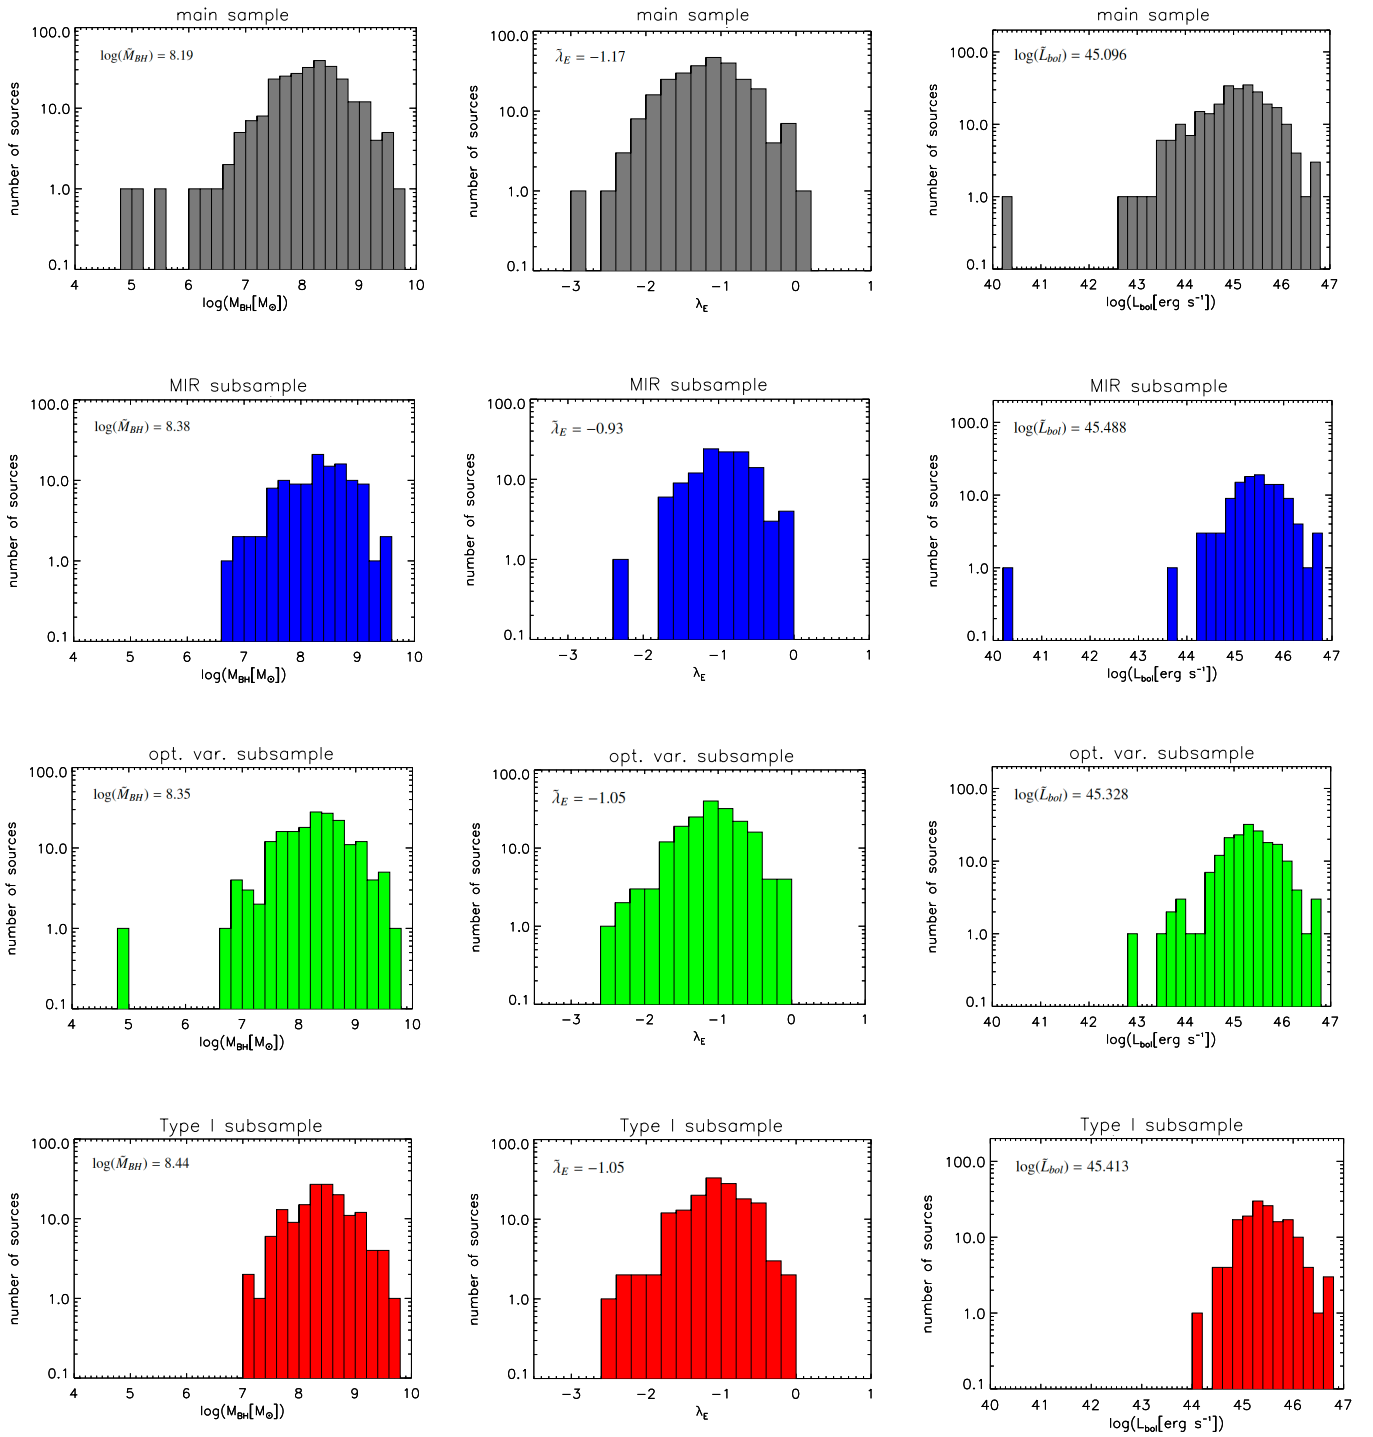 main sample
log(M̃_BH) = 8.19
100.0
10.0
1.0
0.1
number of sources
4 5 6 7 8 9 10
log(M_BH[M_⊙])
main sample
λ̃_E = −1.17
100.0
10.0
1.0
0.1
number of sources
−3 −2 −1 0 1
λ_E
main sample
log(L̃_bol) = 45.096
100.0
10.0
1.0
0.1
number of sources
40 41 42 43 44 45 46 47
log(L_bol[erg s⁻¹])
MIR subsample
log(M̃_BH) = 8.38
100.0
10.0
1.0
0.1
number of sources
4 5 6 7 8 9 10
log(M_BH[M_⊙])
MIR subsample
λ̃_E = −0.93
100.0
10.0
1.0
0.1
number of sources
−3 −2 −1 0 1
λ_E
MIR subsample
log(L̃_bol) = 45.488
100.0
10.0
1.0
0.1
number of sources
40 41 42 43 44 45 46 47
log(L_bol[erg s⁻¹])
opt. var. subsample
log(M̃_BH) = 8.35
100.0
10.0
1.0
0.1
number of sources
4 5 6 7 8 9 10
log(M_BH[M_⊙])
opt. var. subsample
λ̃_E = −1.05
100.0
10.0
1.0
0.1
number of sources
−3 −2 −1 0 1
λ_E
opt. var. subsample
log(L̃_bol) = 45.328
100.0
10.0
1.0
0.1
number of sources
40 41 42 43 44 45 46 47
log(L_bol[erg s⁻¹])
Type I subsample
log(M̃_BH) = 8.44
100.0
10.0
1.0
0.1
number of sources
4 5 6 7 8 9 10
log(M_BH[M_⊙])
Type I subsample
λ̃_E = −1.05
100.0
10.0
1.0
0.1
number of sources
−3 −2 −1 0 1
λ_E
Type I subsample
log(L̃_bol) = 45.413
100.0
10.0
1.0
0.1
number of sources
40 41 42 43 44 45 46 47
log(L_bol[erg s⁻¹])